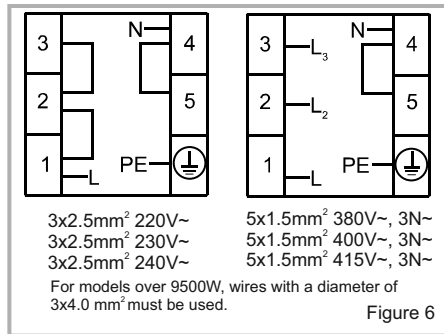 3 N 4
2 5
1 L PE
3x2.5mm² 220V~
3x2.5mm² 230V~
3x2.5mm² 240V~
3 L₃ N 4
2 L₂ 5
1 L PE
5x1.5mm² 380V~, 3N~
5x1.5mm² 400V~, 3N~
5x1.5mm² 415V~, 3N~
For models over 9500W, wires with a diameter of
3x4.0 mm² must be used.
Figure 6